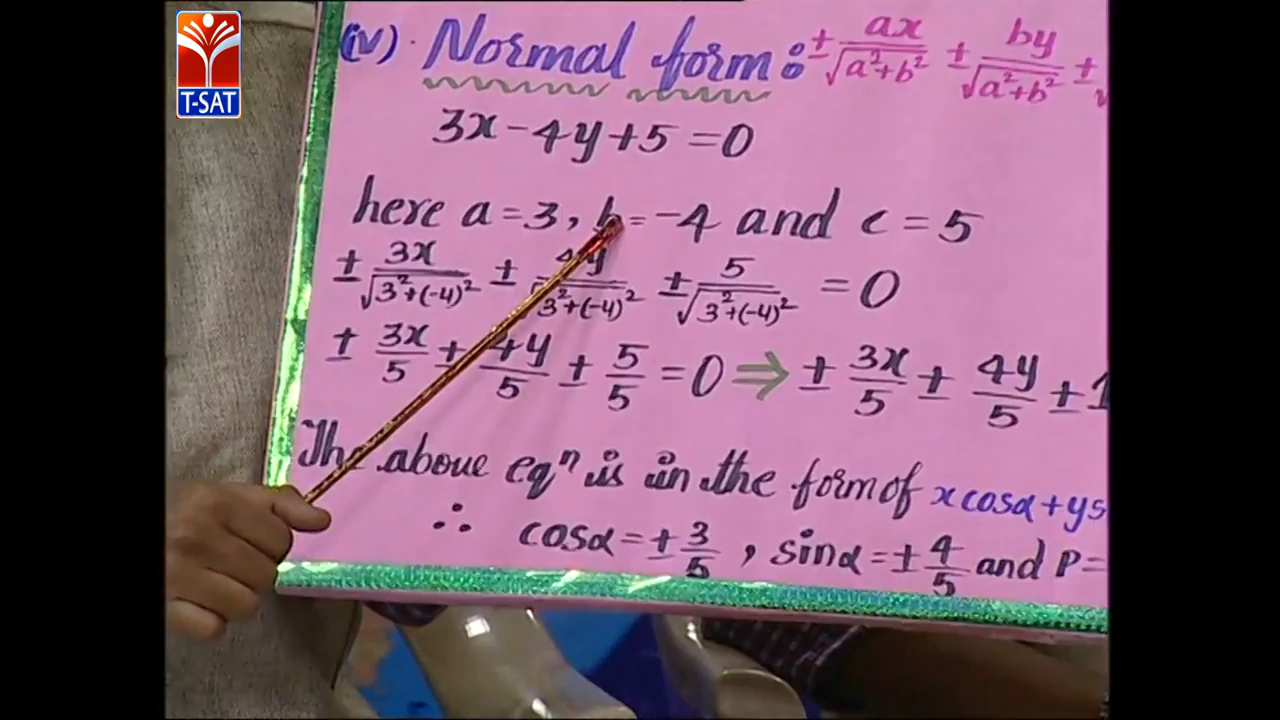 T-SAT
(iv). Normal form: ± ax/√(a²+b²) ± by/√(a²+b²) ±
3x-4y+5=0
here a=3, b=-4 and c=5
± 3x/√(3²+(-4)²) ± 4y/√(3²+(-4)²) ± 5/√(3²+(-4)²) =0
± 3x/5 ± 4y/5 ± 5/5 =0 ⇒ ± 3x/5 ± 4y/5 ±1
The above eqⁿ is in the form of xcosα+ys
∴ cosα=±3/5, sinα=±4/5 and P=